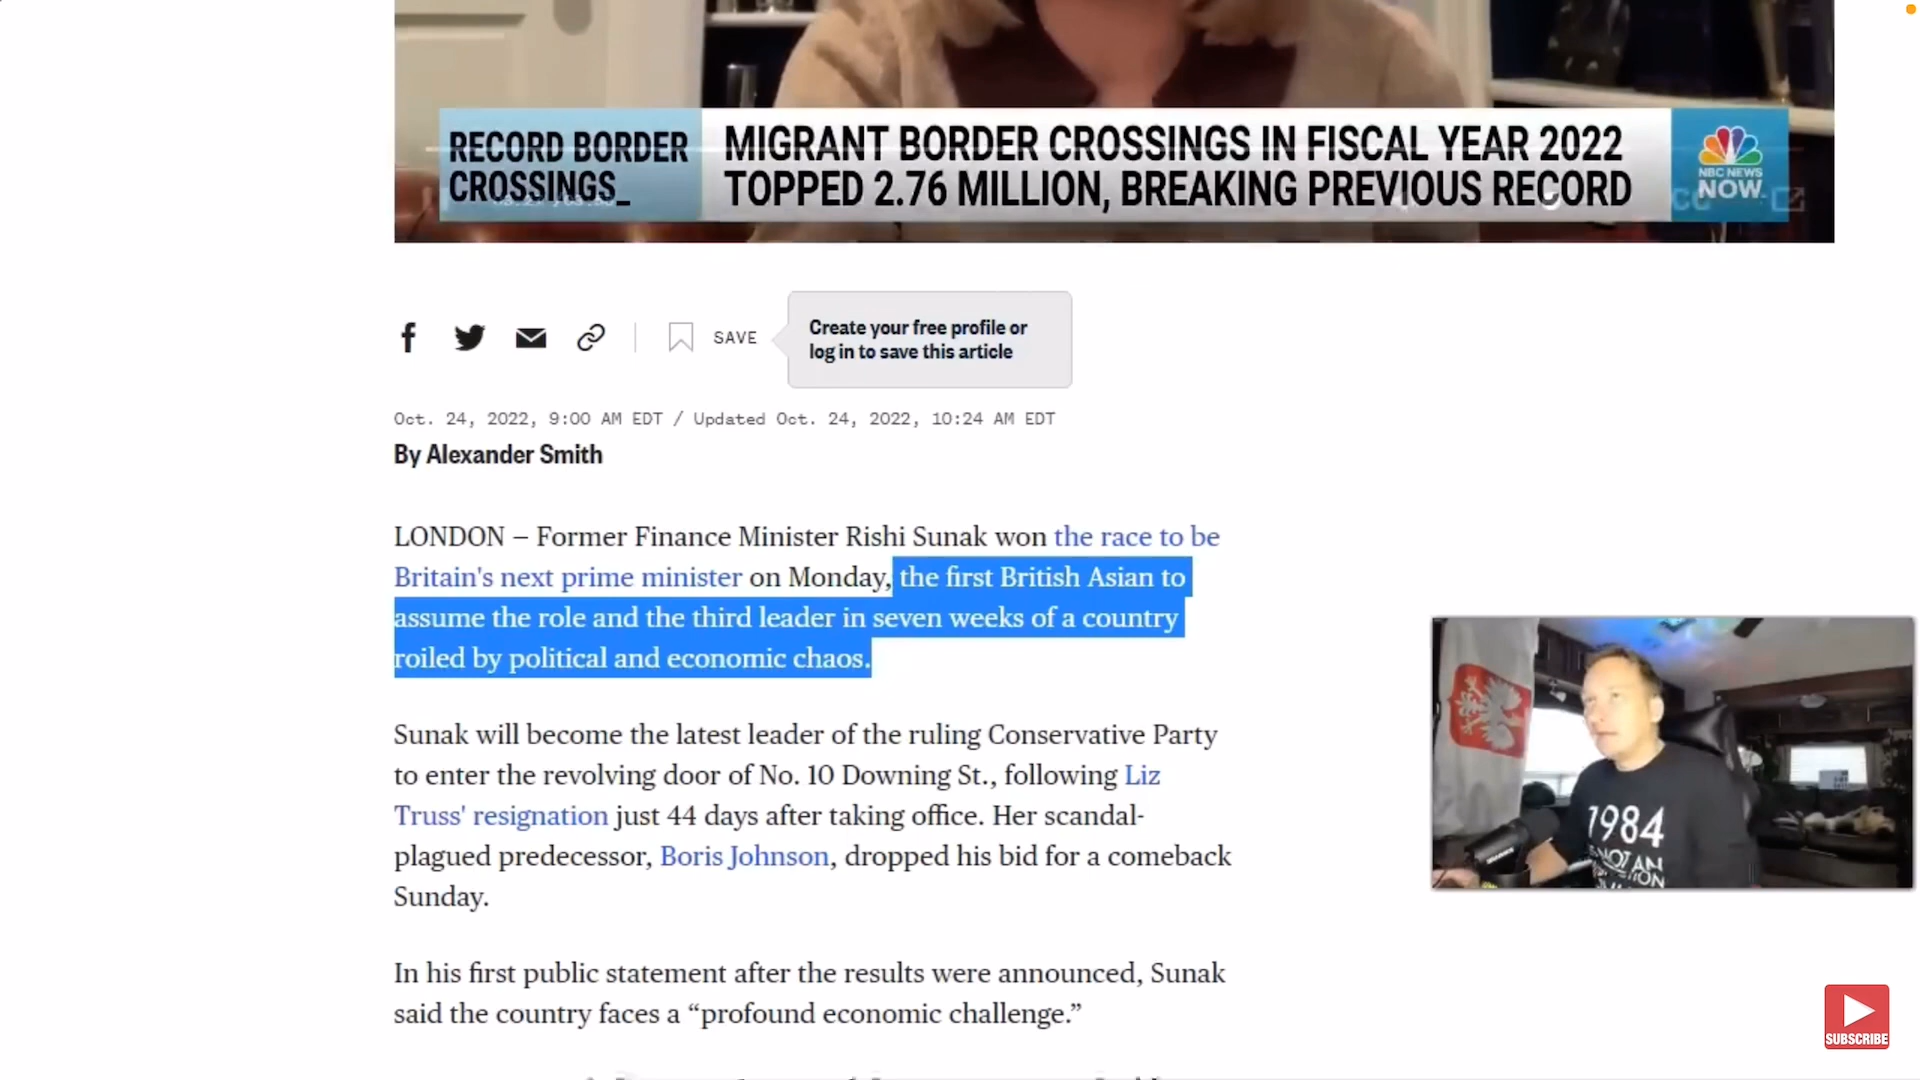 RECORD BORDER
CROSSINGS_
MIGRANT BORDER CROSSINGS IN FISCAL YEAR 2022
TOPPED 2.76 MILLION, BREAKING PREVIOUS RECORD
NBC NEWS
NOW
CC
SAVE
Create your free profile or
log in to save this article
Oct. 24, 2022, 9:00 AM EDT / Updated Oct. 24, 2022, 10:24 AM EDT
By Alexander Smith
LONDON – Former Finance Minister Rishi Sunak won the race to be
Britain's next prime minister on Monday, the first British Asian to
assume the role and the third leader in seven weeks of a country
roiled by political and economic chaos.
Sunak will become the latest leader of the ruling Conservative Party
to enter the revolving door of No. 10 Downing St., following Liz
Truss' resignation just 44 days after taking office. Her scandal-
plagued predecessor, Boris Johnson, dropped his bid for a comeback
Sunday.
In his first public statement after the results were announced, Sunak
said the country faces a “profound economic challenge.”
1984
NOT AN
SUBSCRIBE